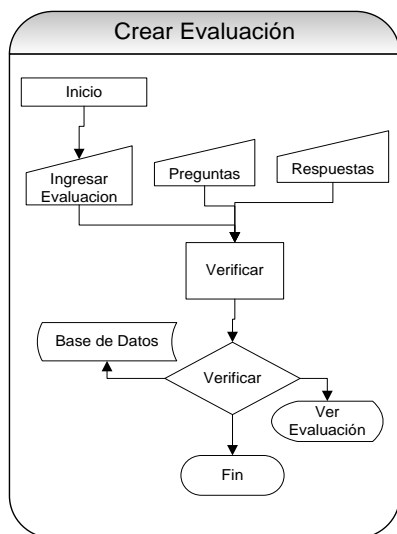 Crear Evaluación
Inicio
Ingresar
Evaluacion
Preguntas
Respuestas
Verificar
Base de Datos
Verificar
Ver
Evaluación
Fin